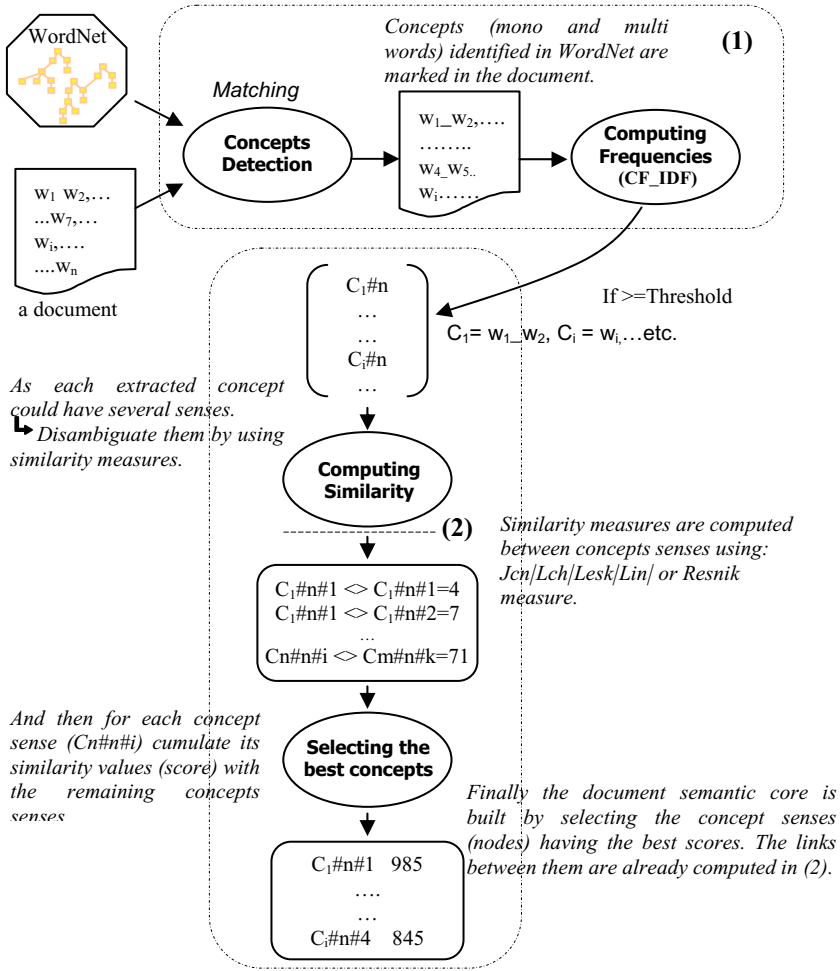 WordNet
Concepts (mono and multi
words) identified in WordNet are
marked in the document.
(1)
Matching
Concepts
Detection
w1_w2,….
……..
w4_w5..
wi……
Computing
Frequencies
(CF_IDF)
w1 w2,…
...w7,…
wi,….
....wn
a document
C1#n
…
…
Ci#n
…
If >=Threshold
C1= w1_w2, Ci = wi,…etc.
As each extracted concept
could have several senses.
Disambiguate them by using
similarity measures.
Computing
Similarity
(2)
Similarity measures are computed
between concepts senses using:
Jcn|Lch|Lesk|Lin| or Resnik
measure.
C1#n#1 <> C1#n#1=4
C1#n#1 <> C1#n#2=7
…
Cn#n#i <> Cm#n#k=71
And then for each concept
sense (Cn#n#i) cumulate its
similarity values (score) with
the remaining concepts
senses
Selecting the
best concepts
Finally the document semantic core is
built by selecting the concept senses
(nodes) having the best scores. The links
between them are already computed in (2).
C1#n#1 985
….
…
Ci#n#4 845